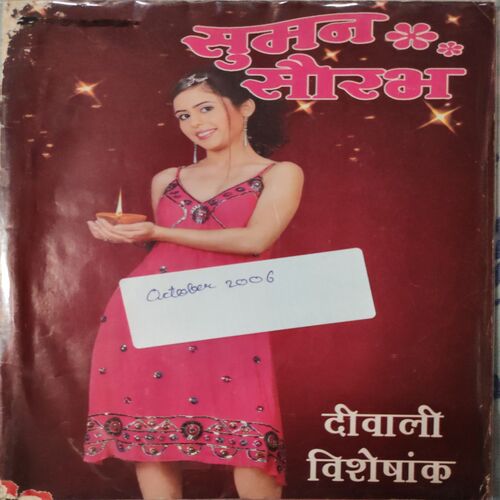 सुमन
सौरभ
October 2006
दीवाली
विशेषांक